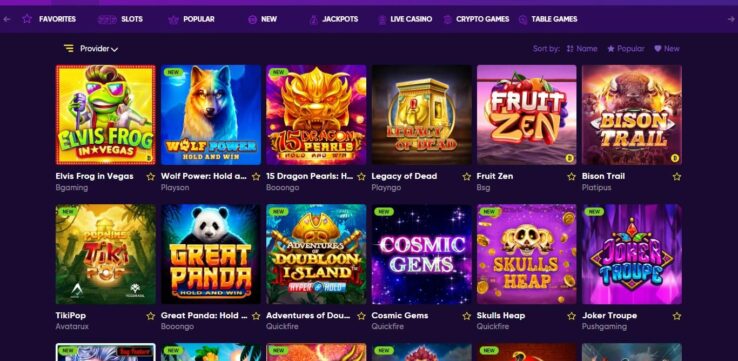 FAVORITES SLOTS POPULAR NEW JACKPOTS LIVE CASINO CRYPTO GAMES TABLE GAMES
Provider Sort by: Name Popular New
ELVIS FROG
IN VEGAS
NEW
WOLF POWER
HOLD AND WIN
NEW
15 DRAGON
PEARLS
HOLD AND WIN
LEGACY OF DEAD
FRUIT
ZEN
BISON
TRAIL
Elvis Frog in Vegas Wolf Power: Hold a... 15 Dragon Pearls: H... Legacy of Dead Fruit Zen Bison Trail
Bgaming Playson Booongo Playngo Bsg Platipus
NEW
Tiki
POP
GREAT
PANDA
HOLD AND WIN
NEW
ADVENTURES OF
DOUBLOON
ISLAND
HYPER HOLD
NEW
COSMIC
GEMS
NEW
SKULLS
HEAP
NEW
JOKER
TROUPE
TikiPop Great Panda: Hold ... Adventures of Dou... Cosmic Gems Skulls Heap Joker Troupe
Avatarux Booongo Quickfire Quickfire Quickfire Pushgaming
NEW
NEW
NEW